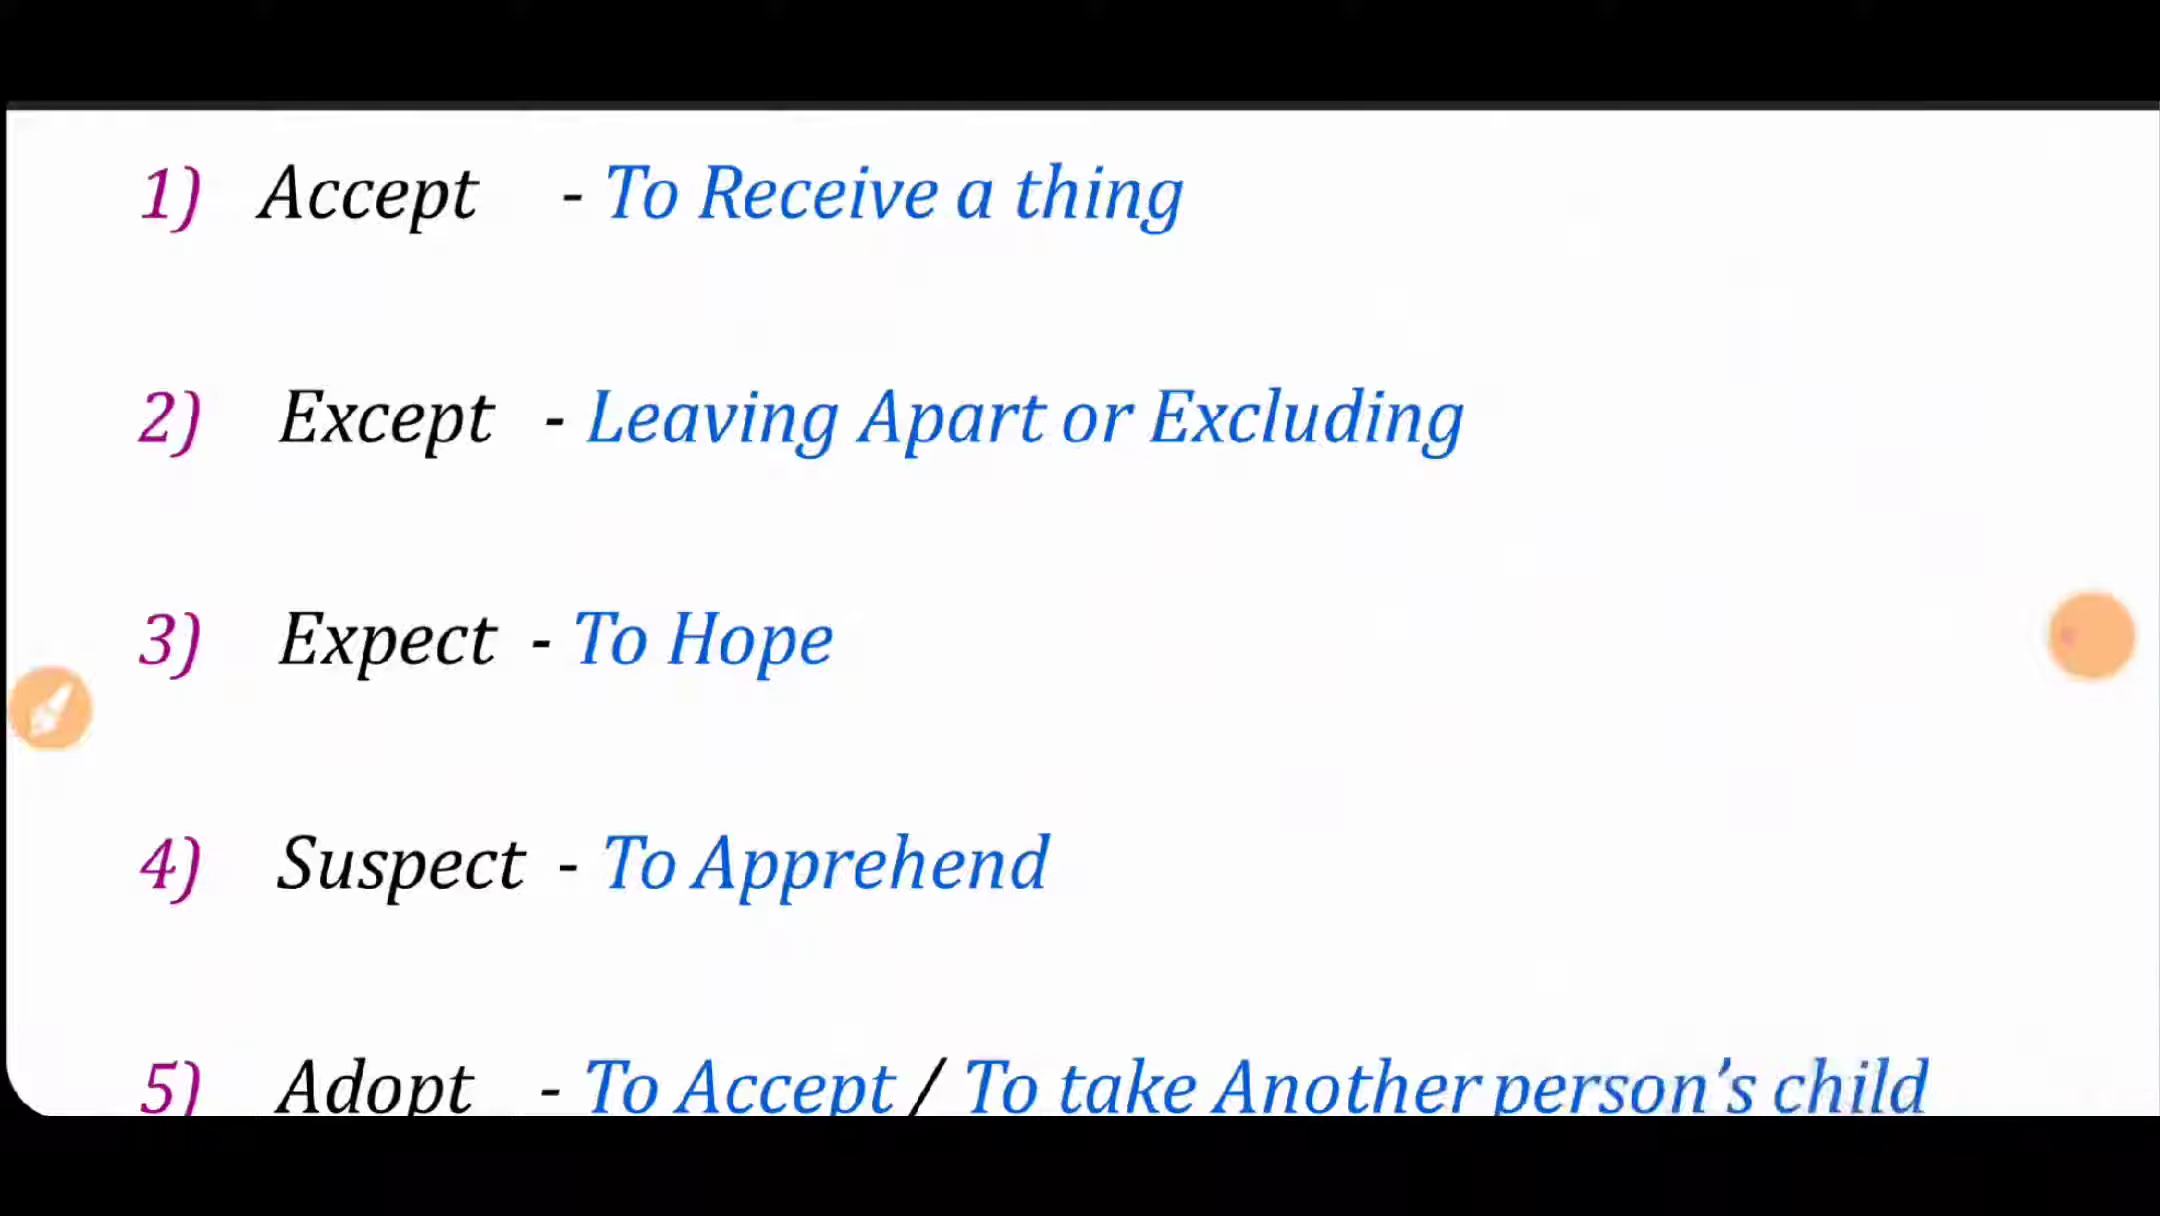 1) Accept - To Receive a thing
2) Except - Leaving Apart or Excluding
3) Expect - To Hope
4) Suspect - To Apprehend
5) Adopt - To Accept / To take Another person's child